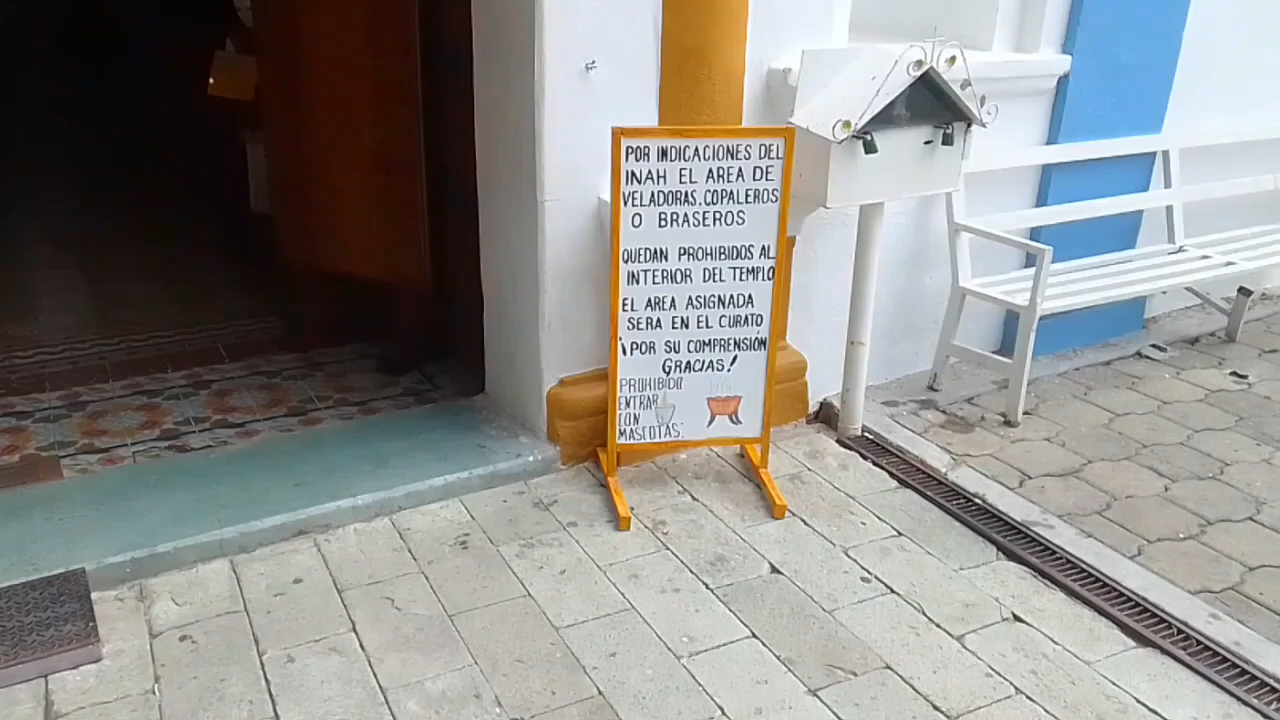 POR INDICACIONES DEL
INAH EL AREA DE
VELADORAS, COPALEROS
O BRASEROS
QUEDAN PROHIBIDOS AL
INTERIOR DEL TEMPLO
EL AREA ASIGNADA
SERA EN EL CURATO
¡POR SU COMPRENSIÓN
GRACIAS!
PROHIBIDO
ENTRAR
CON
MASCOTAS.